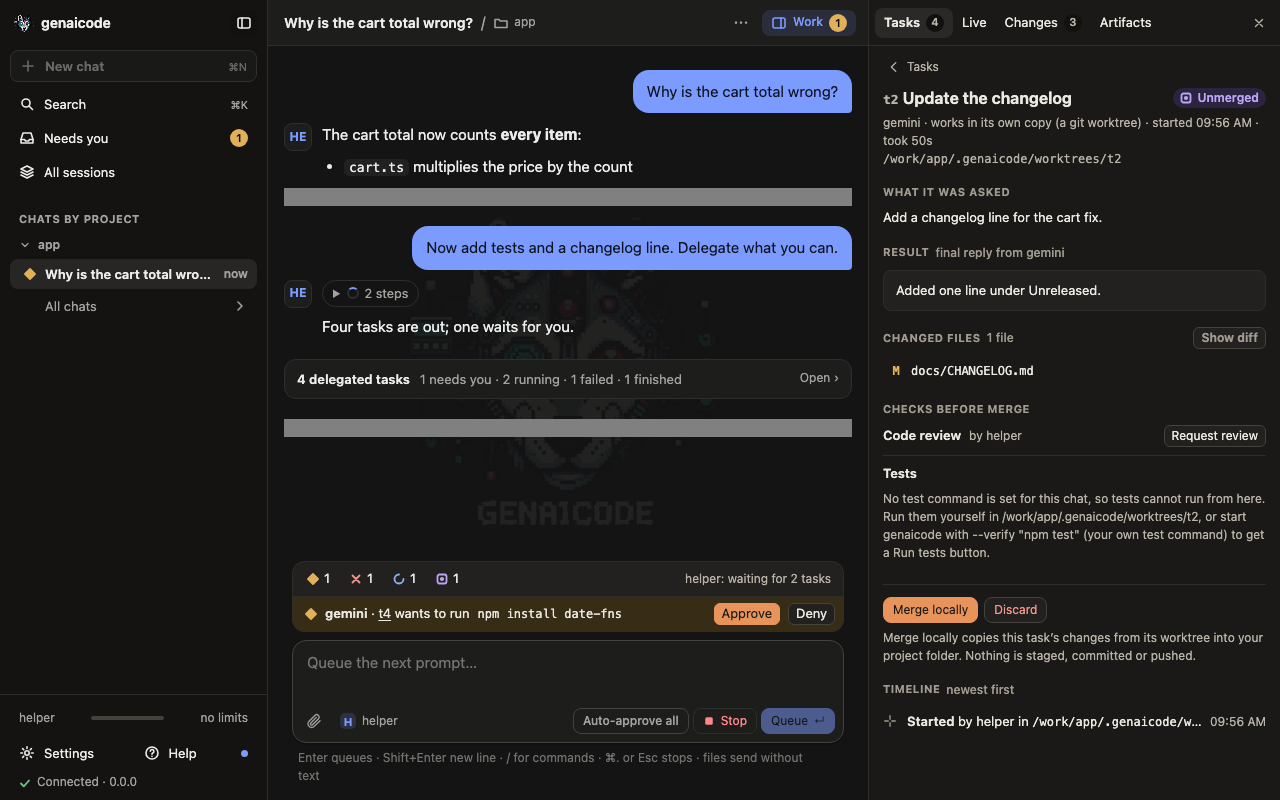 genaicode
New chat ⌘N
Search ⌘K
Needs you 1
All sessions
CHATS BY PROJECT
app
Why is the cart total wro... now
All chats
helper no limits
Settings Help
Connected · 0.0.0
Why is the cart total wrong? / app
··· Work 1
Why is the cart total wrong?
HE The cart total now counts every item:
• cart.ts multiplies the price by the count
Now add tests and a changelog line. Delegate what you can.
HE 2 steps
Four tasks are out; one waits for you.
4 delegated tasks 1 needs you · 2 running · 1 failed · 1 finished Open ›
GENAICODE
1 1 1 1 helper: waiting for 2 tasks
gemini · t4 wants to run npm install date-fns Approve Deny
Queue the next prompt...
H helper Auto-approve all Stop Queue ↵
Enter queues · Shift+Enter new line · / for commands · ⌘. or Esc stops · files send without
text
Tasks 4 Live Changes 3 Artifacts
Tasks
t2 Update the changelog Unmerged
gemini · works in its own copy (a git worktree) · started 09:56 AM ·
took 50s
/work/app/.genaicode/worktrees/t2
WHAT IT WAS ASKED
Add a changelog line for the cart fix.
RESULT final reply from gemini
Added one line under Unreleased.
CHANGED FILES 1 file Show diff
M docs/CHANGELOG.md
CHECKS BEFORE MERGE
Code review by helper Request review
Tests
No test command is set for this chat, so tests cannot run from here.
Run them yourself in /work/app/.genaicode/worktrees/t2, or start
genaicode with --verify "npm test" (your own test command) to get
a Run tests button.
Merge locally Discard
Merge locally copies this task’s changes from its worktree into your
project folder. Nothing is staged, committed or pushed.
TIMELINE newest first
Started by helper in /work/app/.genaicode/w... 09:56 AM